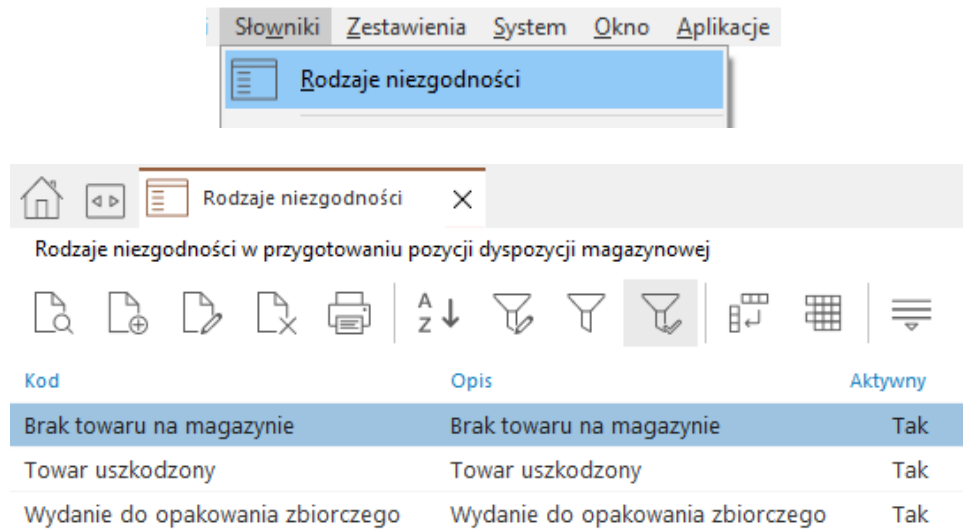 Słowniki Zestawienia System Okno Aplikacje
Rodzaje niezgodności
Rodzaje niezgodności
Rodzaje niezgodności w przygotowaniu pozycji dyspozycji magazynowej
A
Z
Kod Opis Aktywny
Brak towaru na magazynie Brak towaru na magazynie Tak
Towar uszkodzony Towar uszkodzony Tak
Wydanie do opakowania zbiorczego Wydanie do opakowania zbiorczego Tak